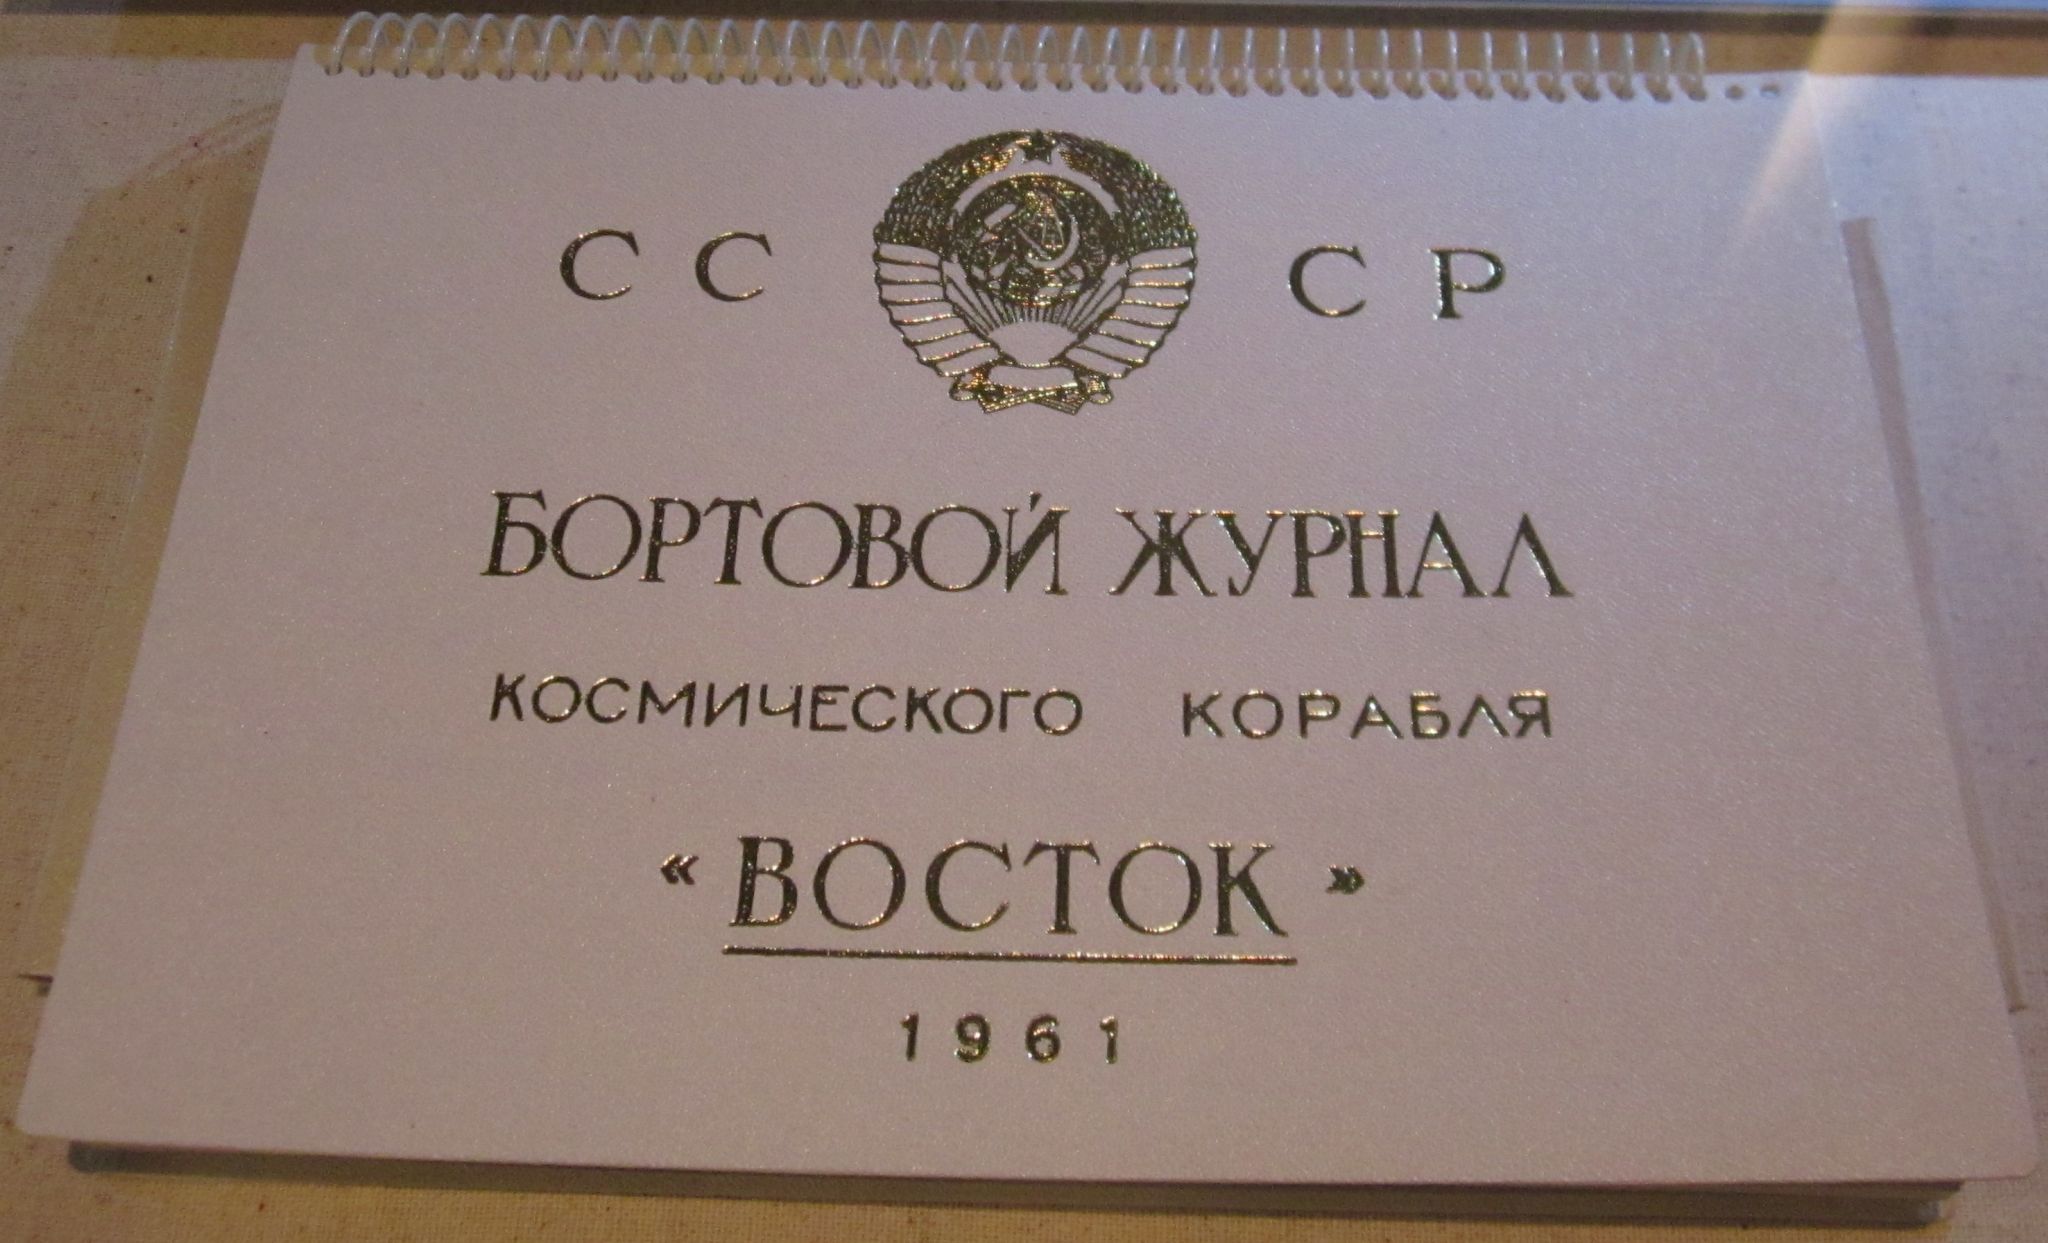 СС СР
БОРТОВОЙ ЖУРНАЛ
КОСМИЧЕСКОГО КОРАБЛЯ
«ВОСТОК»
1961